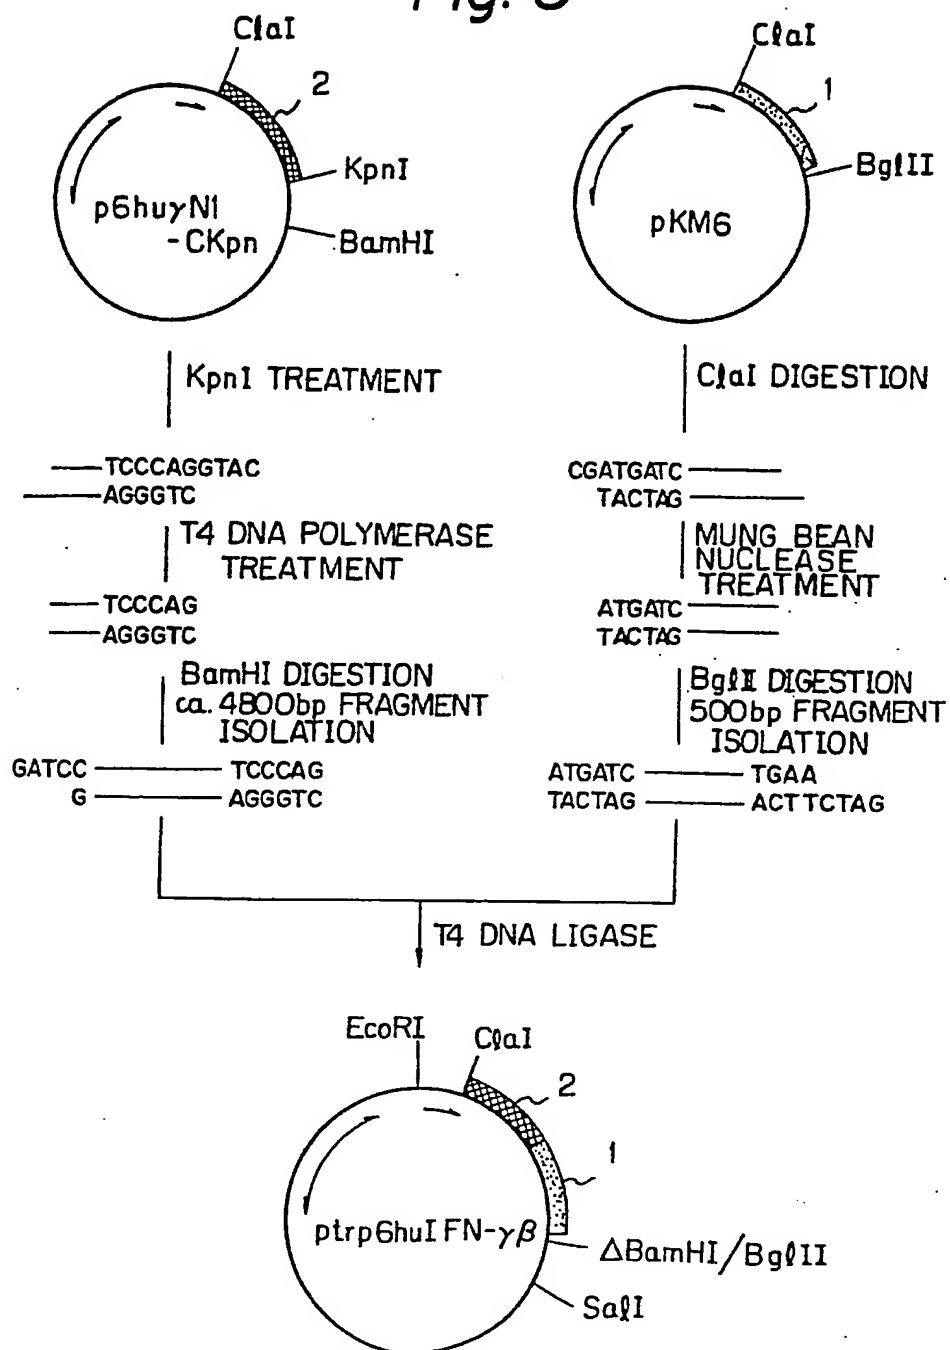 Fig.
ClaI
2
KpnI
BamHI
p6huγN1
-CKpn
ClaI
1
BglII
pKM6
KpnI TREATMENT
ClaI DIGESTION
TCCCAGGTAC
AGGGTC
CGATGATC
TACTAG
T4 DNA POLYMERASE
TREATMENT
MUNG BEAN
NUCLEASE
TREATMENT
TCCCAG
AGGGTC
ATGATC
TACTAG
BamHI DIGESTION
ca. 4800bp FRAGMENT
ISOLATION
BglII DIGESTION
500bp FRAGMENT
ISOLATION
GATCC TCCCAG
G AGGGTC
ATGATC TGAA
TACTAG ACTTCTAG
T4 DNA LIGASE
EcoRI
ClaI
2
1
ptrp6huIFN-γβ
ΔBamHI/BglII
SalI